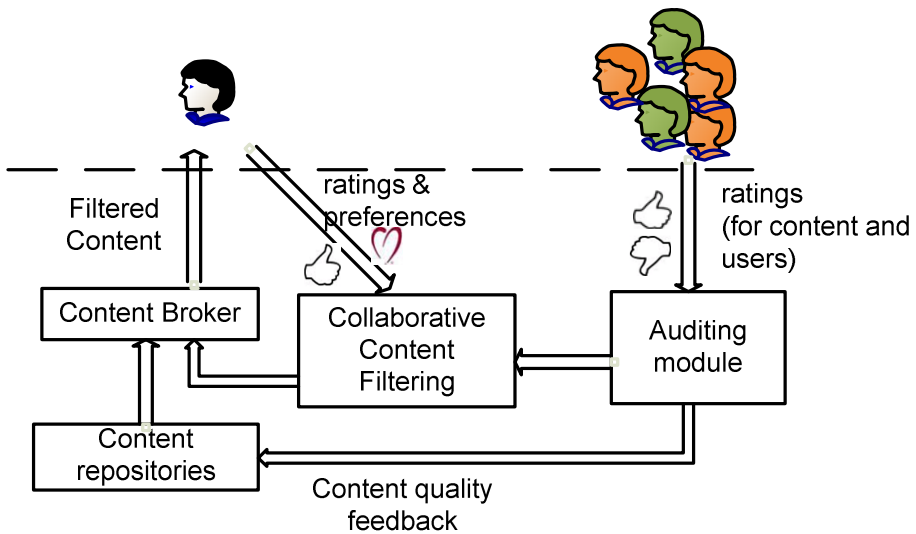 ratings &
preferences
ratings
(for content and
users)
Filtered
Content
Content Broker
Collaborative
Content
Filtering
Auditing
module
Content
repositories
Content quality
feedback